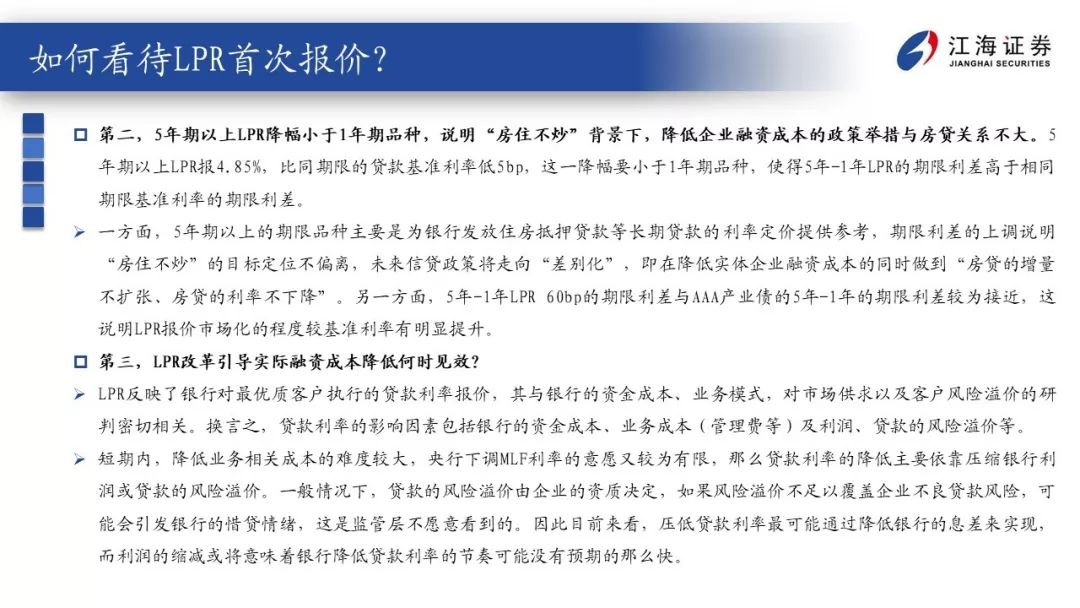 如何看待LPR首次报价？
江海证券
JIANGHAI SECURITIES
第二，5年期以上LPR降幅小于1年期品种，说明“房住不炒”背景下，降低企业融资成本的政策举措与房贷关系不大。5
年期以上LPR报4.85%，比同期限的贷款基准利率低5bp，这一降幅要小于1年期品种，使得5年-1年LPR的期限利差高于相同
期限基准利率的期限利差。
一方面，5年期以上的期限品种主要是为银行发放住房抵押贷款等长期贷款的利率定价提供参考，期限利差的上调说明
“房住不炒”的目标定位不偏离，未来信贷政策将走向“差别化”，即在降低实体企业融资成本的同时做到“房贷的增量
不扩张、房贷的利率不下降”。另一方面，5年-1年LPR 60bp的期限利差与AAA产业债的5年-1年的期限利差较为接近，这
说明LPR报价市场化的程度较基准利率有明显提升。
第三，LPR改革引导实际融资成本降低何时见效？
LPR反映了银行对最优质客户执行的贷款利率报价，其与银行的资金成本、业务模式，对市场供求以及客户风险溢价的研
判密切相关。换言之，贷款利率的影响因素包括银行的资金成本、业务成本（管理费等）及利润、贷款的风险溢价等。
短期内，降低业务相关成本的难度较大，央行下调MLF利率的意愿又较为有限，那么贷款利率的降低主要依靠压缩银行利
润或贷款的风险溢价。一般情况下，贷款的风险溢价由企业的资质决定，如果风险溢价不足以覆盖企业不良贷款风险，可
能会引发银行的惜贷情绪，这是监管层不愿意看到的。因此目前来看，压低贷款利率最可能通过降低银行的息差来实现，
而利润的缩减或将意味着银行降低贷款利率的节奏可能没有预期的那么快。